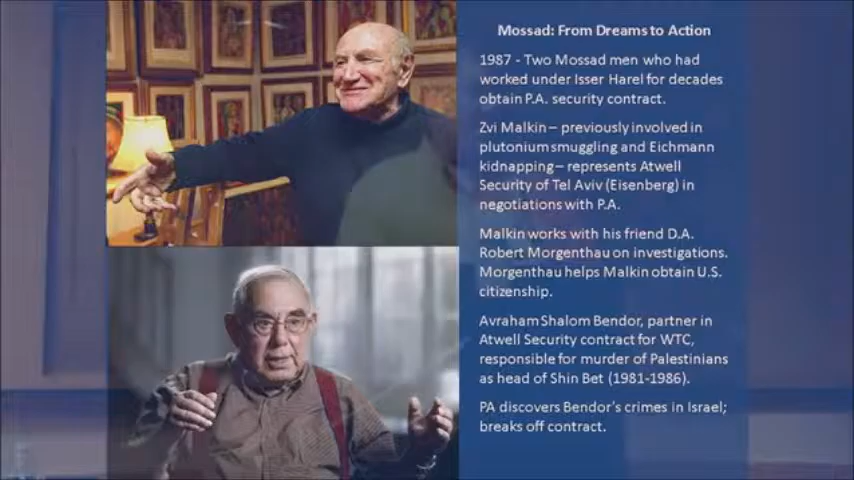 Mossad: From Dreams to Action
1987 - Two Mossad men who had
worked under Isser Harel for decades
obtain P.A. security contract.
Zvi Malkin – previously involved in
plutonium smuggling and Eichmann
kidnapping – represents Atwell
Security of Tel Aviv (Eisenberg) in
negotiations with P.A.
Malkin works with his friend D.A.
Robert Morgenthau on investigations.
Morgenthau helps Malkin obtain U.S.
citizenship.
Avraham Shalom Bendor, partner in
Atwell Security contract for WTC,
responsible for murder of Palestinians
as head of Shin Bet (1981-1986).
PA discovers Bendor's crimes in Israel;
breaks off contract.